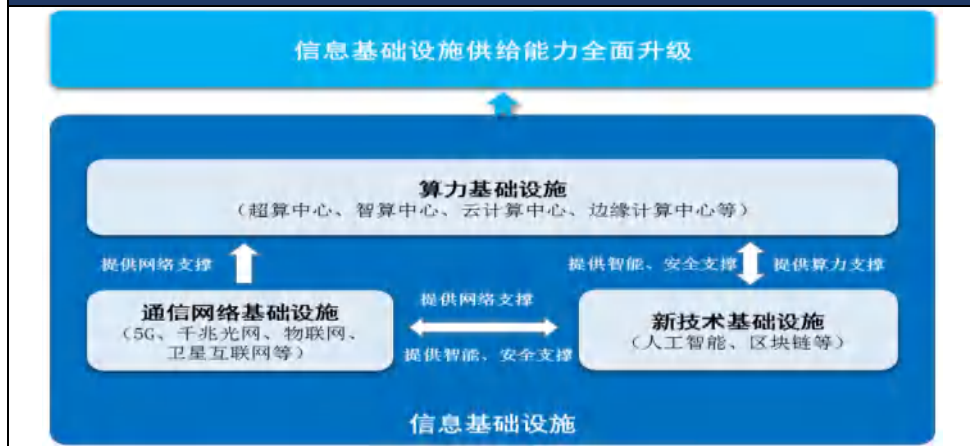 信息基础设施供给能力全面升级
算力基础设施
（超算中心、智算中心、云计算中心、边缘计算中心等）
提供网络支撑
提供智能、安全支撑
提供算力支撑
通信网络基础设施
（5G、千兆光网、物联网、
卫星互联网等）
提供网络支撑
提供智能、安全支撑
新技术基础设施
（人工智能、区块链等）
信息基础设施